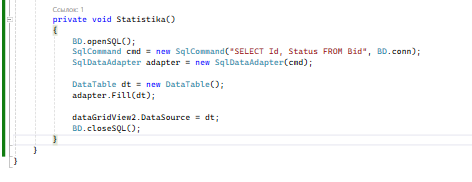 Ссылок: 1
private void Statistika()
{
BD.openSQL();
SqlCommand cmd = new SqlCommand("SELECT Id, Status FROM Bid", BD.conn);
SqlDataAdapter adapter = new SqlDataAdapter(cmd);
DataTable dt = new DataTable();
adapter.Fill(dt);
dataGridView2.DataSource = dt;
BD.closeSQL();
}
}
}